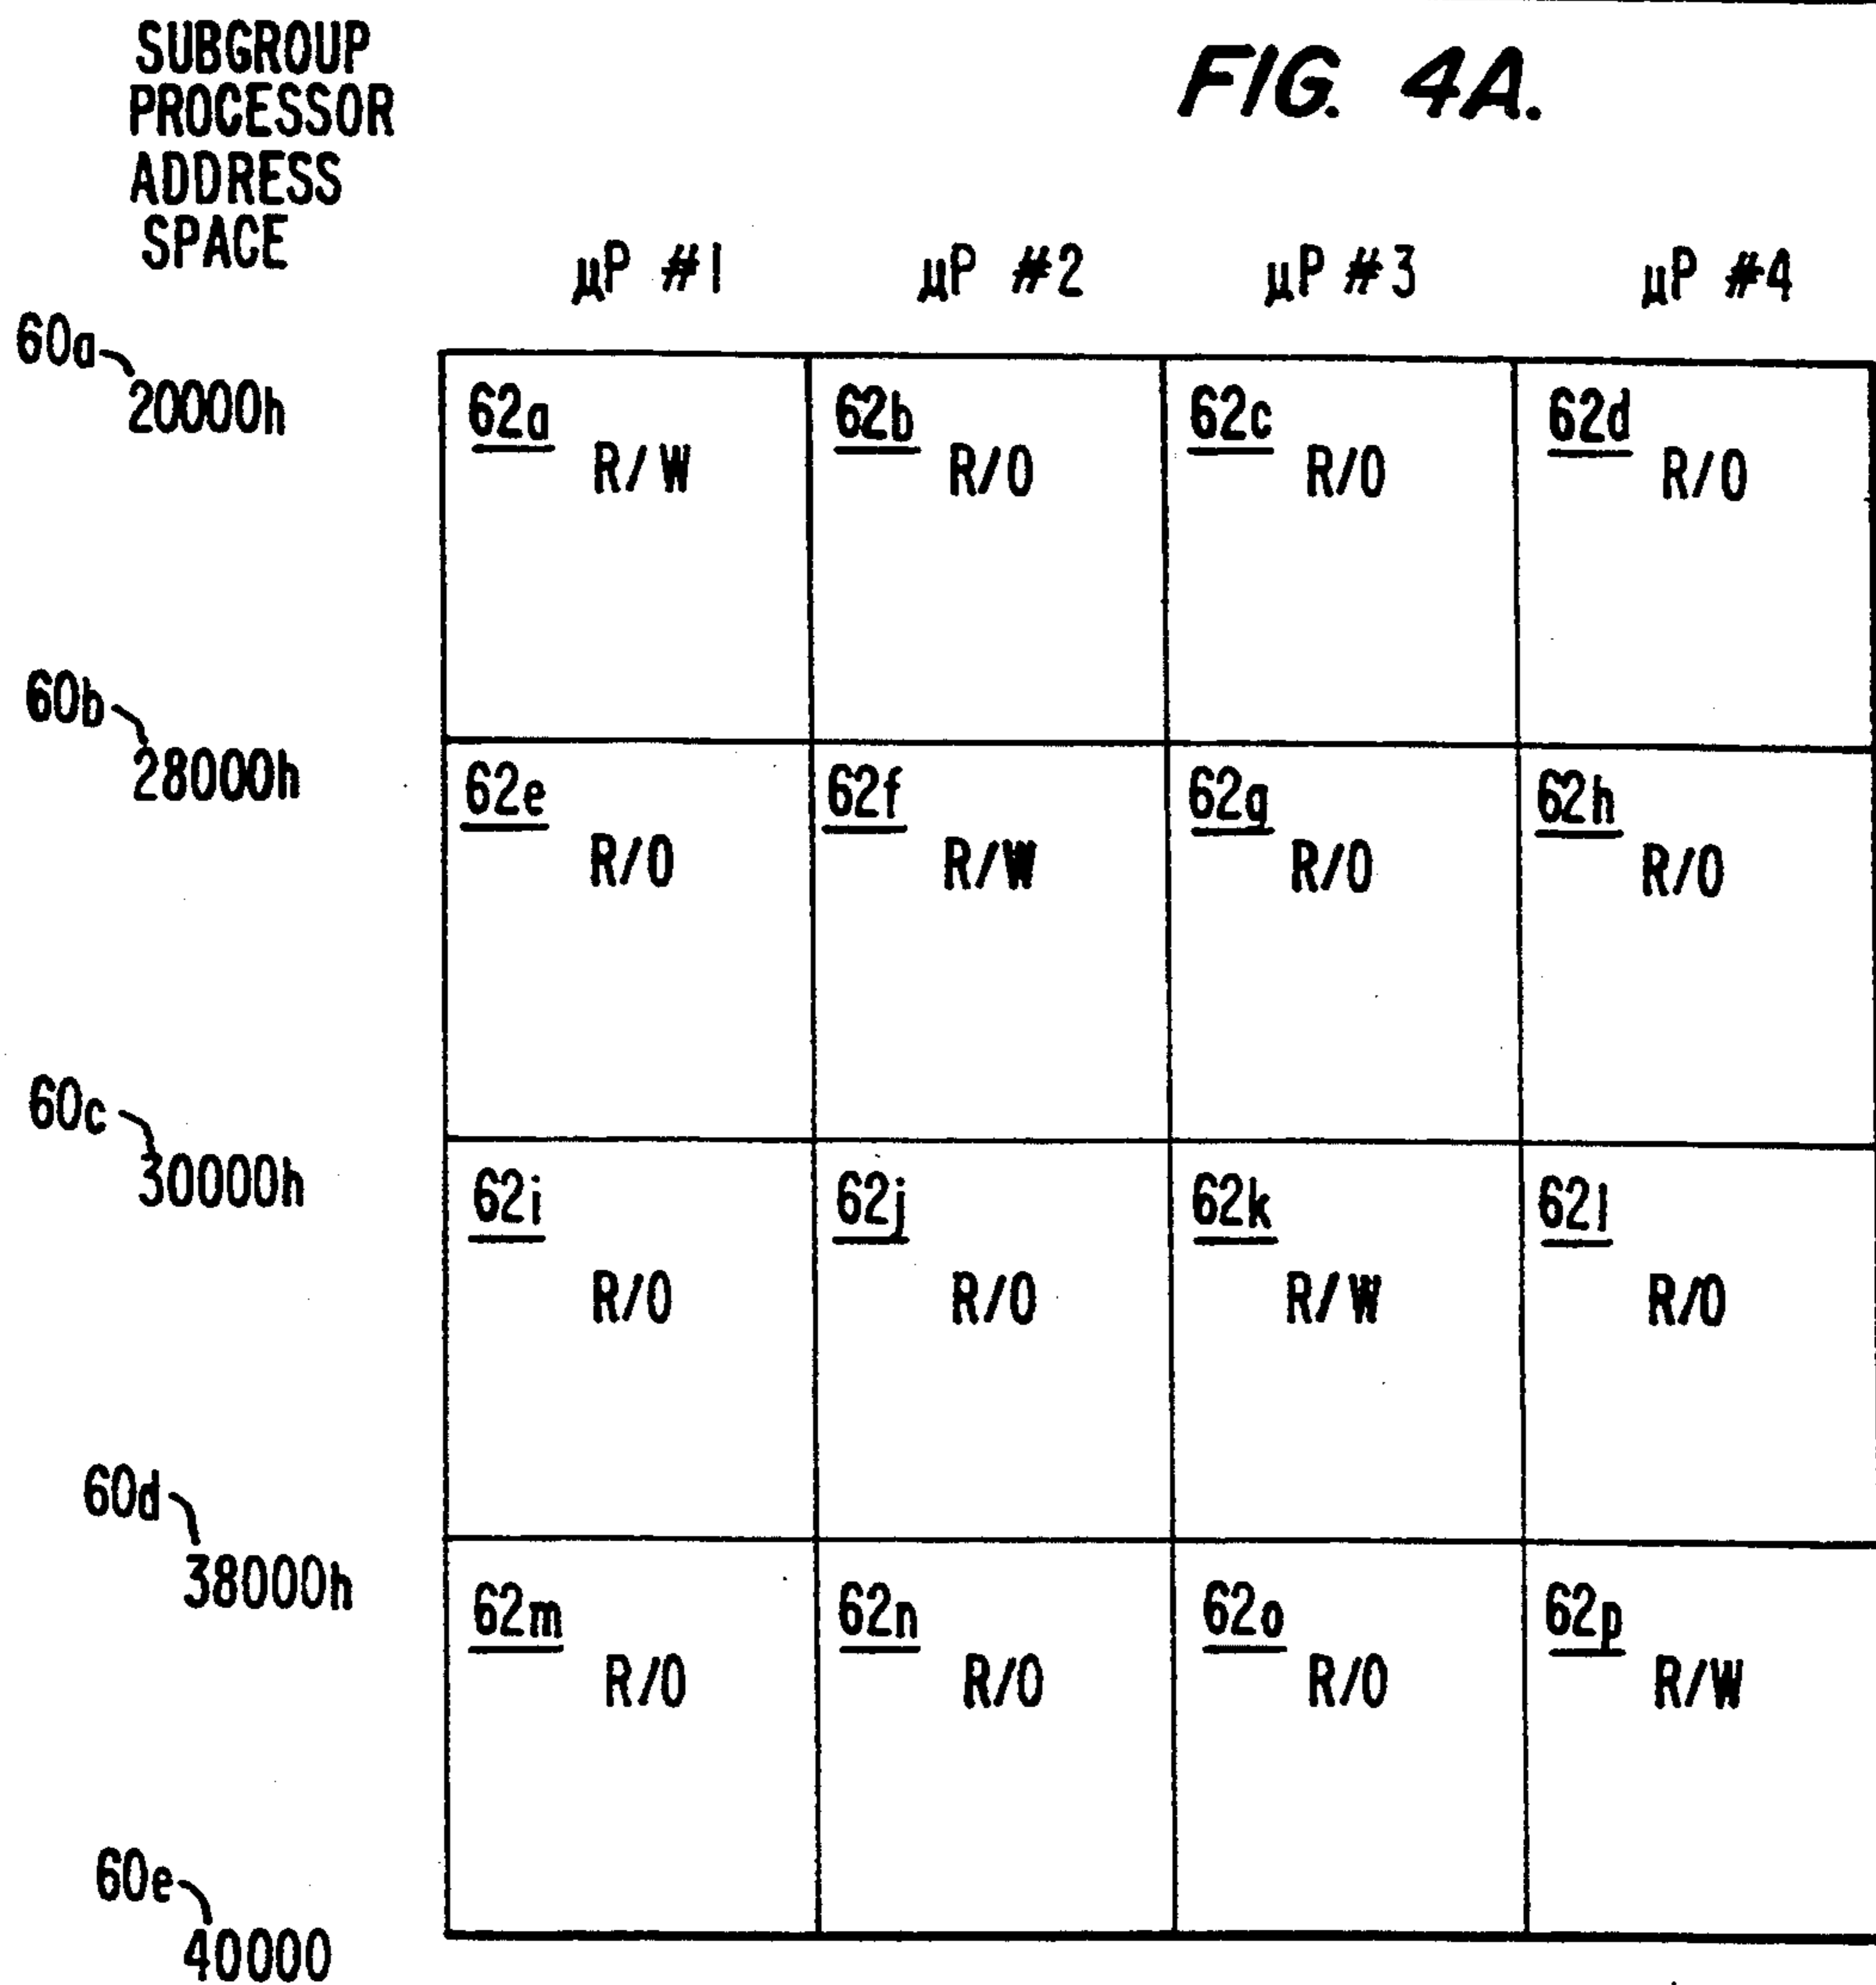 SUBGROUP
PROCESSOR
ADDRESS
SPACE
FIG. 4A.
µP #1 µP #2 µP #3 µP #4
60a
20000h
62a 62b 62c 62d
R/W R/O R/O R/O
60b
28000h
62e 62f 62g 62h
R/O R/W R/O R/O
60c
30000h
62i 62j 62k 62l
R/O R/O R/W R/O
60d
38000h
62m 62n 62o 62p
R/O R/O R/O R/W
60e
40000